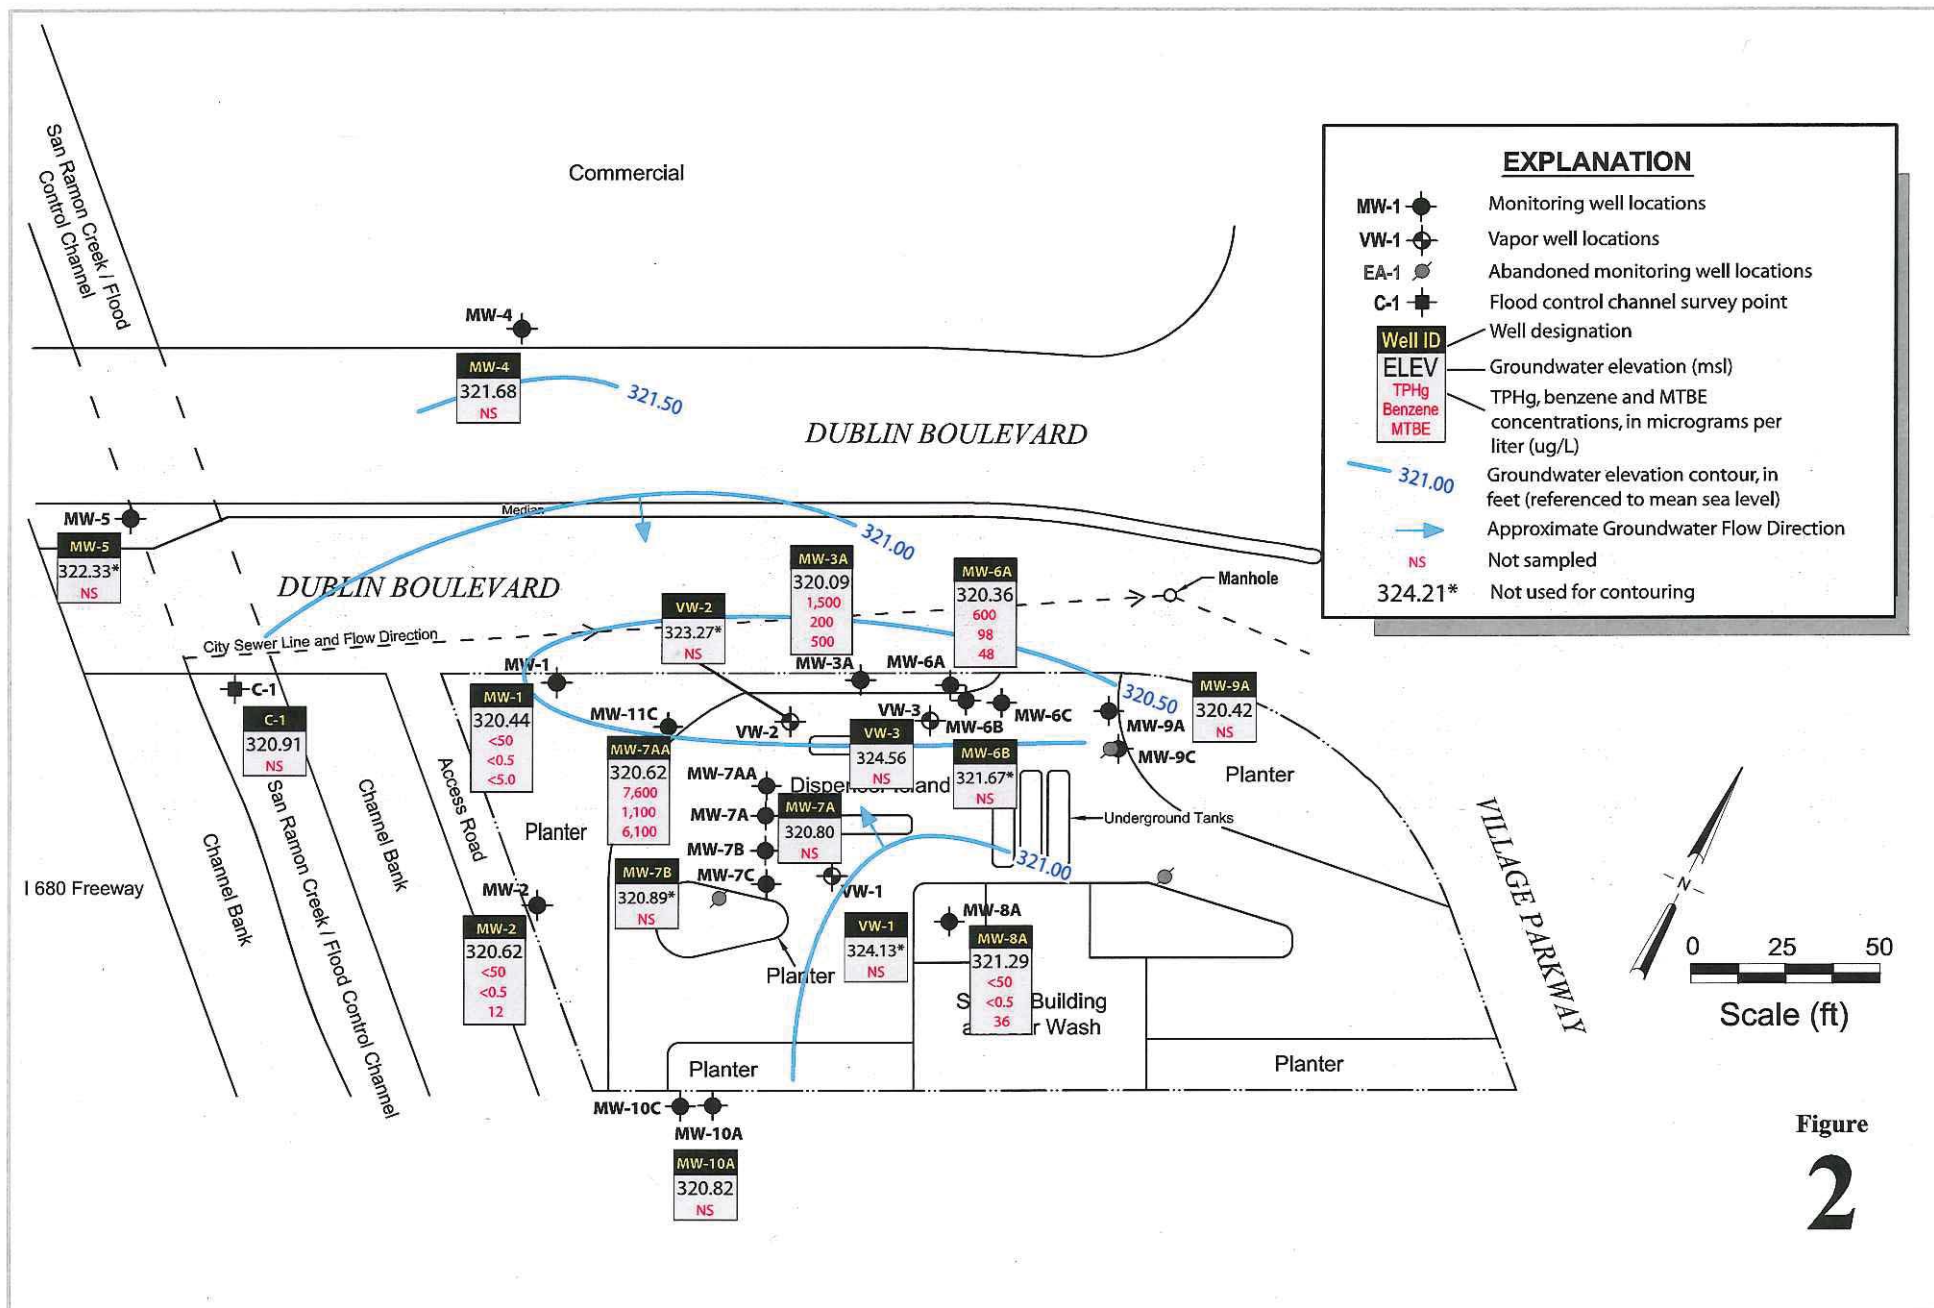 San Ramon Creek / Flood
Control Channel
Commercial
EXPLANATION
MW-1 Monitoring well locations
VW-1 Vapor well locations
EA-1 Abandoned monitoring well locations
C-1 Flood control channel survey point
Well ID
Well designation
ELEV
Groundwater elevation (msl)
TPHg
Benzene
MTBE
TPHg, benzene and MTBE
concentrations, in micrograms per
liter (ug/L)
321.00
Groundwater elevation contour, in
feet (referenced to mean sea level)
Approximate Groundwater Flow Direction
NS Not sampled
324.21* Not used for contouring
MW-4
MW-4
321.68
NS
321.50
DUBLIN BOULEVARD
Median
MW-5
MW-5
322.33*
NS
321.00
DUBLIN BOULEVARD
City Sewer Line and Flow Direction
Manhole
VW-2
323.27*
NS
MW-3A
320.09
1,500
200
500
MW-6A
320.36
600
98
48
MW-1
MW-1
320.44
<50
<0.5
<5.0
MW-3A
MW-6A
320.50
MW-9A
320.42
NS
C-1
C-1
320.91
NS
MW-11C
VW-2
VW-3
MW-6B
MW-6C
MW-9A
MW-9C
MW-7AA
320.62
7,600
1,100
6,100
VW-3
324.56
NS
MW-6B
321.67*
NS
Planter
MW-7AA
Dispenser Island
MW-7A
MW-7A
320.80
NS
Underground Tanks
Planter
MW-7B
MW-7C
MW-7B
320.89*
NS
VW-1
321.00
Access Road
Channel Bank
San Ramon Creek / Flood Control Channel
Channel Bank
I 680 Freeway
MW-2
MW-2
320.62
<50
<0.5
12
Planter
VW-1
324.13*
NS
MW-8A
MW-8A
321.29
<50
<0.5
36
Building
Wash
Planter
Planter
VILLAGE PARKWAY
N
0 25 50
Scale (ft)
MW-10C
MW-10A
MW-10A
320.82
NS
Figure
2